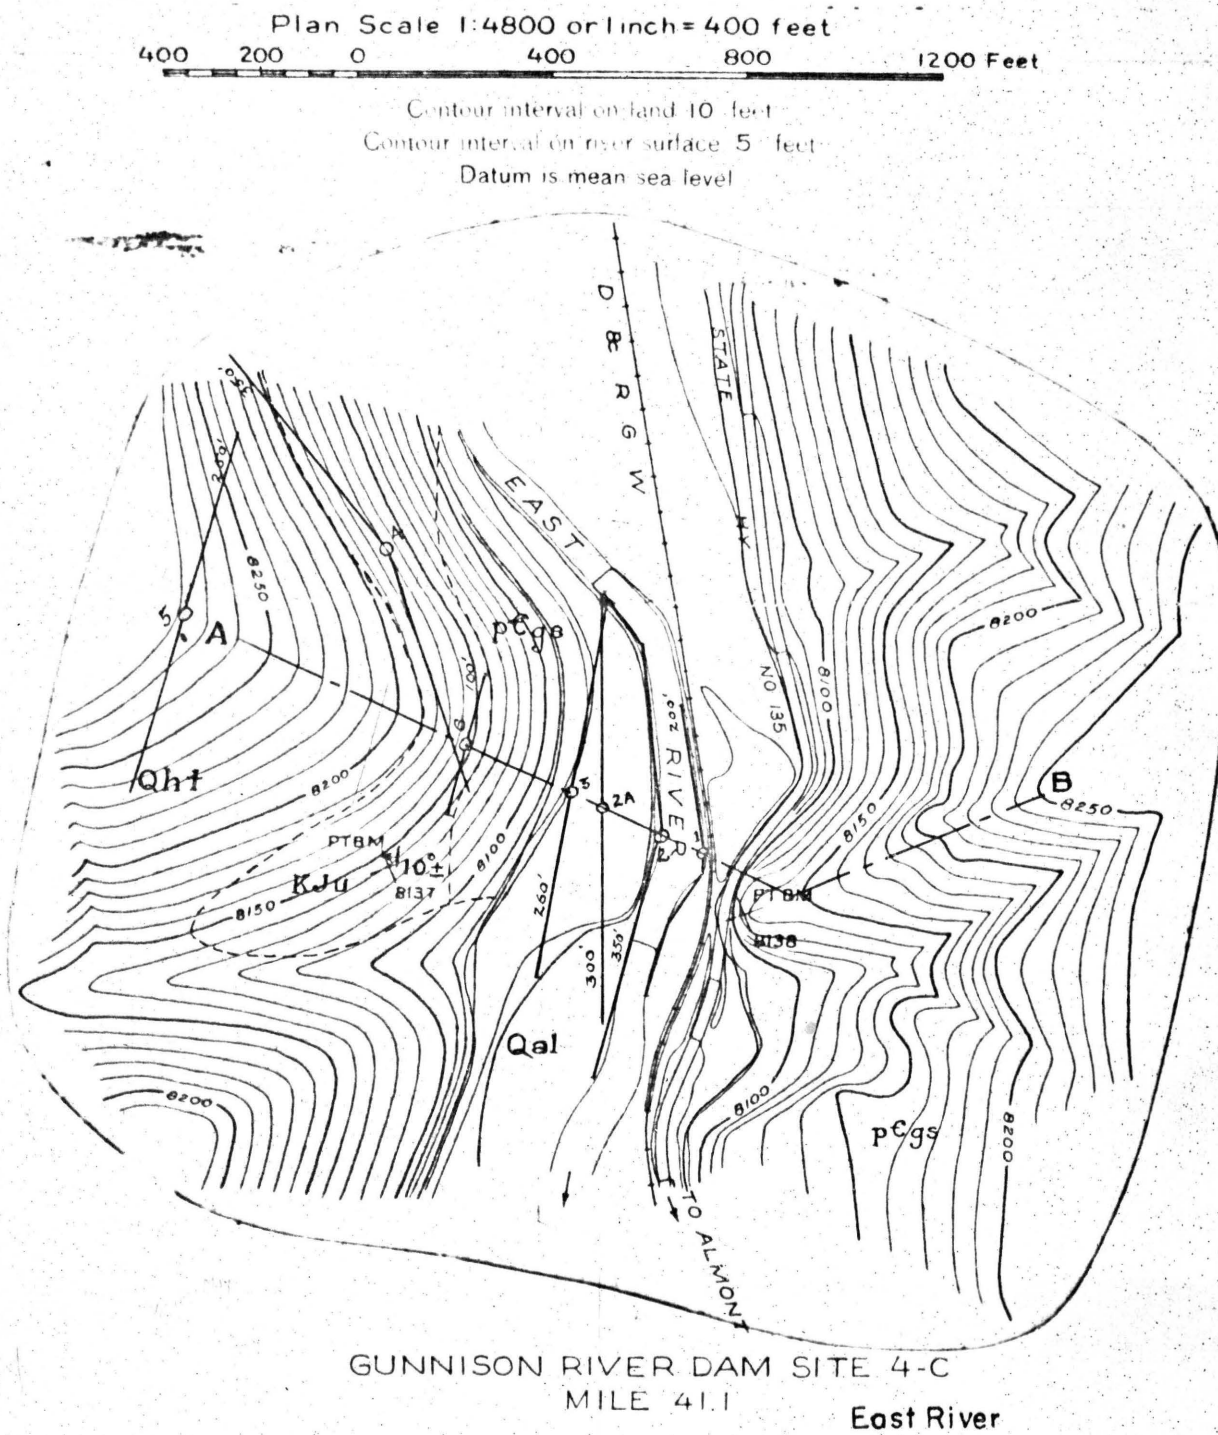 Plan Scale 1:4800 or 1 inch = 400 feet
400 200 0 400 800 1200 Feet
Contour interval on land 10 feet
Contour interval on river surface 5 feet
Datum is mean sea level
D & R G W
STATE
HY
NO 135
EAST
RIVER
350'
200'
4
8250
5
A
p€gs
8200
100'
6
8100
200'
3
2A
2
1
B
8250
8150
Qht
8200
PTBM
10°±
8137
KJu
8150
8100
260'
300'
350'
PTBM
8138
Qal
8200
8100
p€gs
8200
TO ALMONT
GUNNISON RIVER DAM SITE 4-C
MILE 41.1
East River